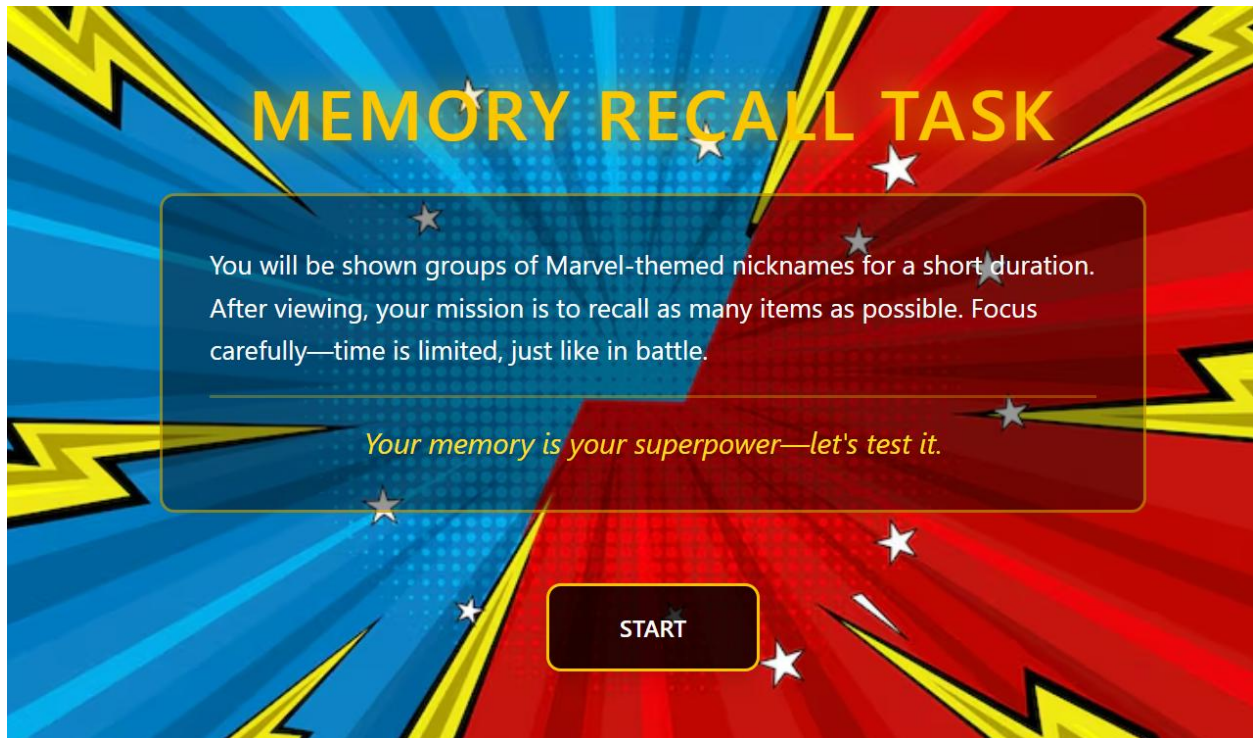 MEMORY RECALL TASK
You will be shown groups of Marvel-themed nicknames for a short duration.
After viewing, your mission is to recall as many items as possible. Focus
carefully—time is limited, just like in battle.
Your memory is your superpower—let's test it.
START